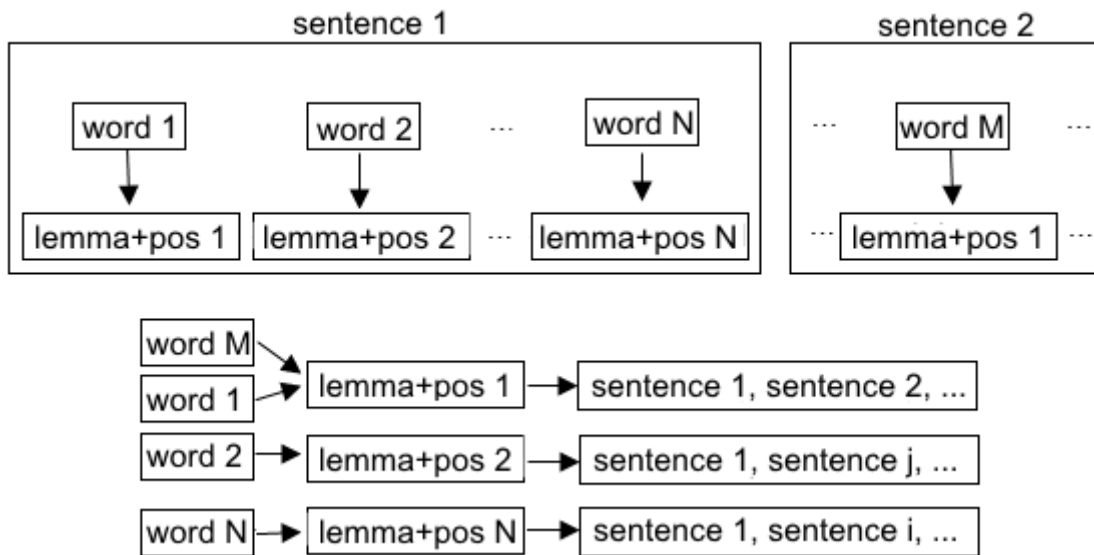 sentence 1 sentence 2
word 1 word 2 ... word N ... word M ...
lemma+pos 1 lemma+pos 2 ... lemma+pos N ... lemma+pos 1 ...
word M
word 1 lemma+pos 1 sentence 1, sentence 2, ...
word 2 lemma+pos 2 sentence 1, sentence j, ...
word N lemma+pos N sentence 1, sentence i, ...